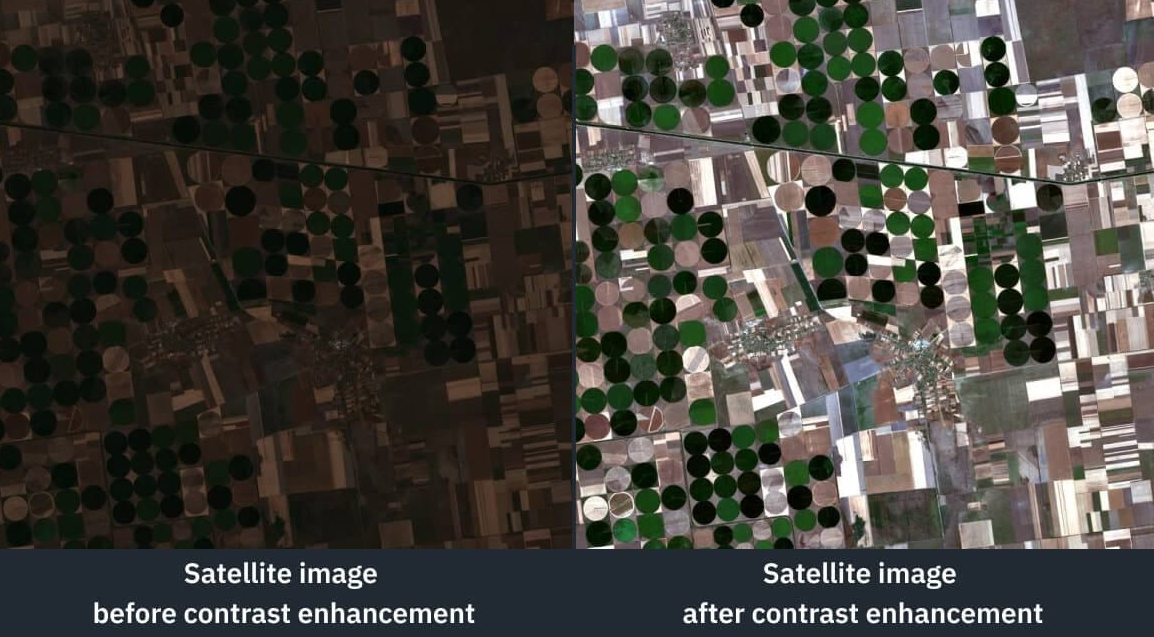 Satellite image
before contrast enhancement
Satellite image
after contrast enhancement